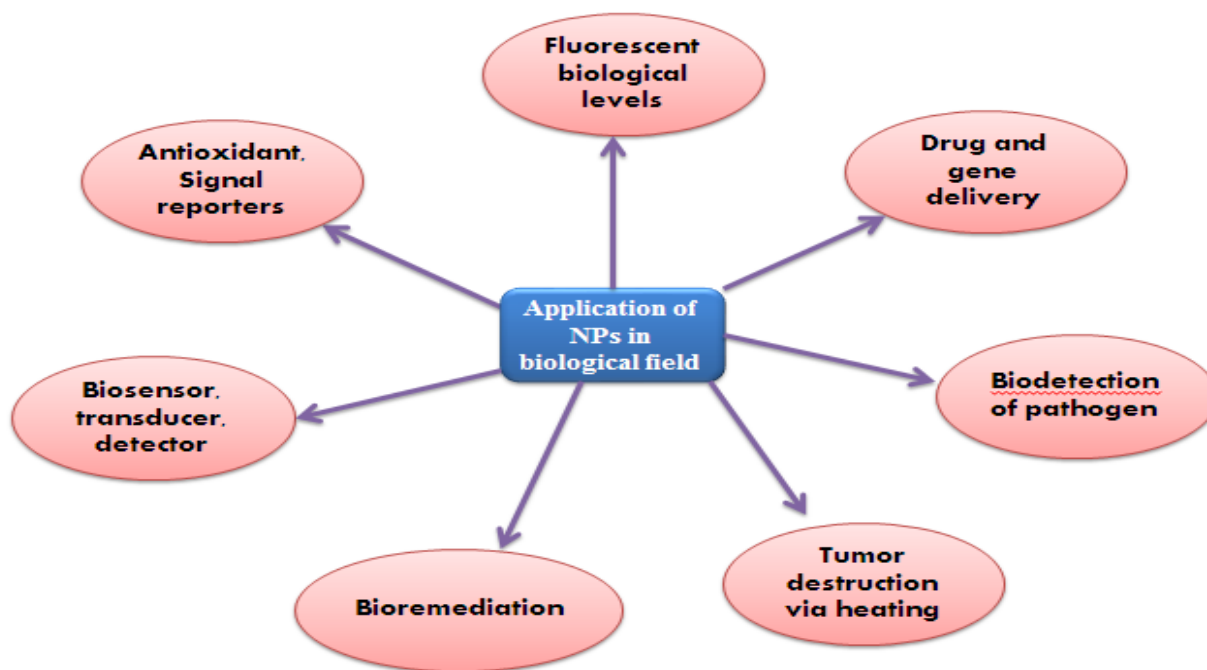 Fluorescent
biological
levels
Antioxidant,
Signal
reporters
Drug and
gene
delivery
Application of
NPs in
biological field
Biosensor,
transducer,
detector
Biodetection
of pathogen
Bioremediation
Tumor
destruction
via heating